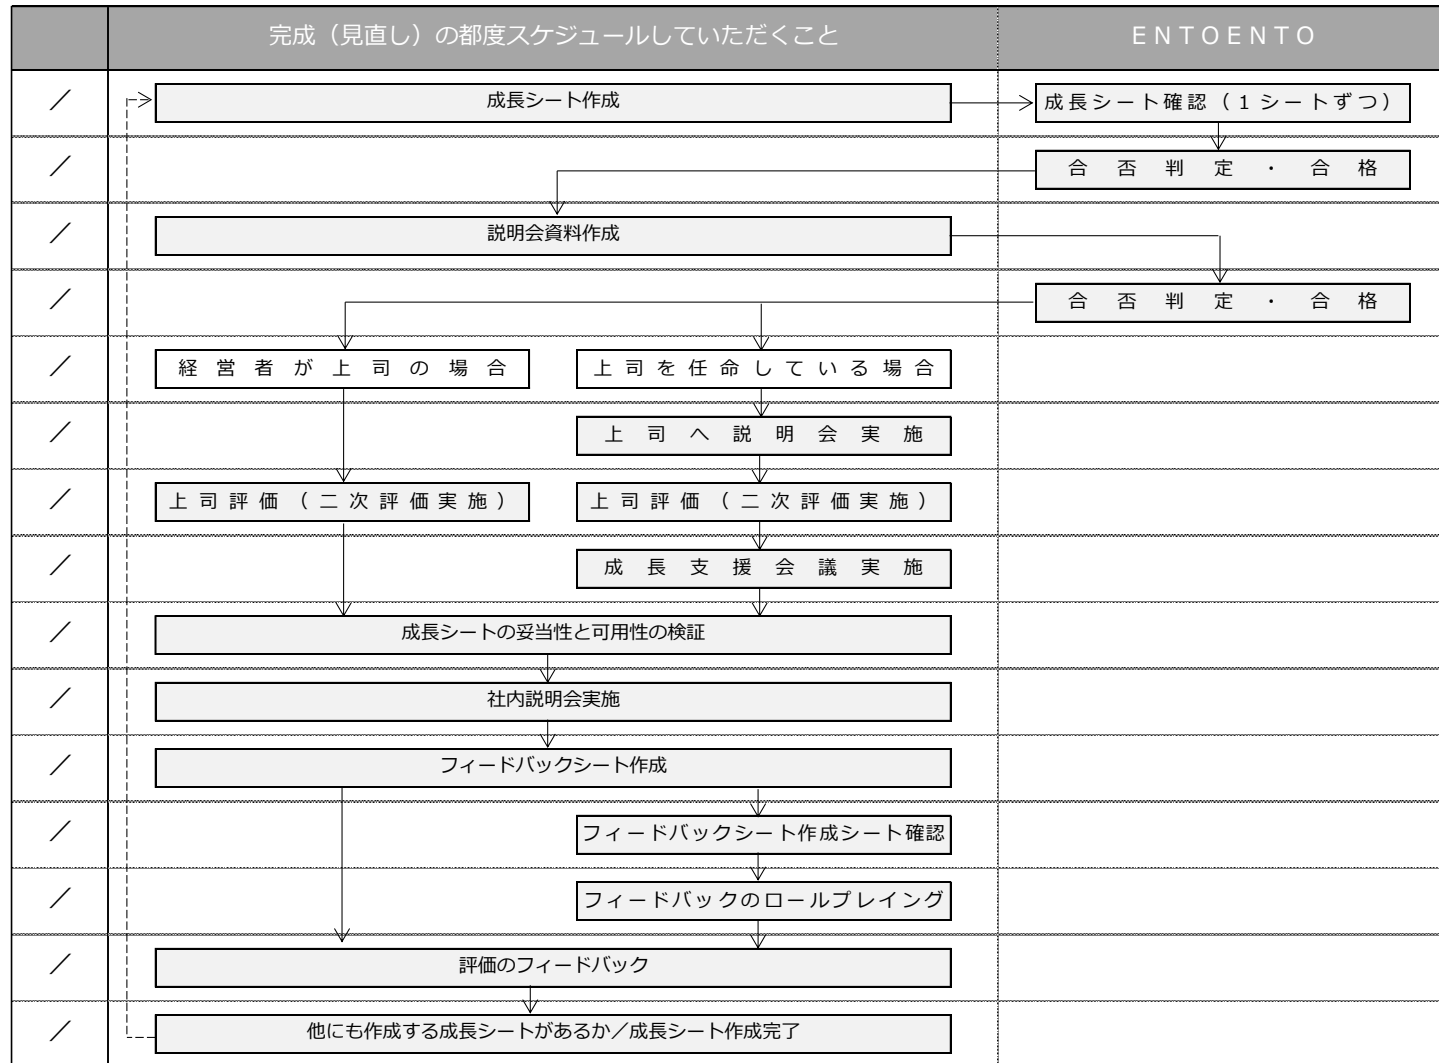 完成（見直し）の都度スケジュールしていただくこと
ENTOENTO
／
成長シート作成
成長シート確認（1シートずつ）
／
合否判定・合格
／
説明会資料作成
／
合否判定・合格
／
経営者が上司の場合
上司を任命している場合
／
上司へ説明会実施
／
上司評価（二次評価実施）
上司評価（二次評価実施）
／
成長支援会議実施
／
成長シートの妥当性と可用性の検証
／
社内説明会実施
／
フィードバックシート作成
／
フィードバックシート作成シート確認
／
フィードバックのロールプレイング
／
評価のフィードバック
／
他にも作成する成長シートがあるか／成長シート作成完了